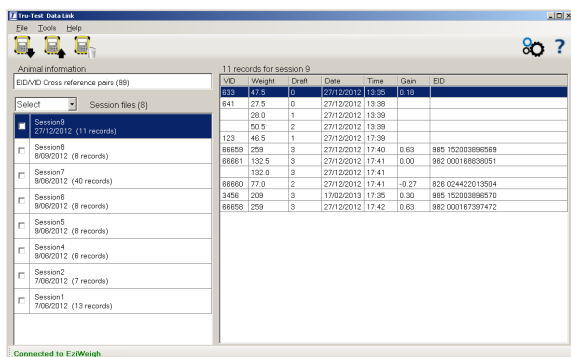 Tru-Test Data Link
File Tools Help
Animal information
EID/VID Cross reference pairs (99)
Select Session files (8)
Session9
27/12/2012 (11 records)
Session8
8/09/2012 (8 records)
Session7
9/06/2012 (40 records)
Session6
9/06/2012 (8 records)
Session5
9/06/2012 (8 records)
Session4
9/06/2012 (6 records)
Session2
7/06/2012 (7 records)
Session1
7/06/2012 (13 records)
11 records for session 9
VID Weight Draft Date Time Gain EID
633 47.5 0 27/12/2012 13:35 0.18
641 27.5 0 27/12/2012 13:38
28.0 1 27/12/2012 13:39
50.5 2 27/12/2012 13:39
123 46.5 1 27/12/2012 17:39
66659 259 3 27/12/2012 17:40 0.63 985 152003896569
66661 132.5 3 27/12/2012 17:41 0.00 982 000168638051
132.0 3 27/12/2012 17:41
66660 77.0 2 27/12/2012 17:41 -0.27 826 024422013504
3456 209 3 17/02/2013 17:35 0.30 985 152003896570
66658 259 3 27/12/2012 17:42 0.63 982 000167397472
Connected to EziWeigh